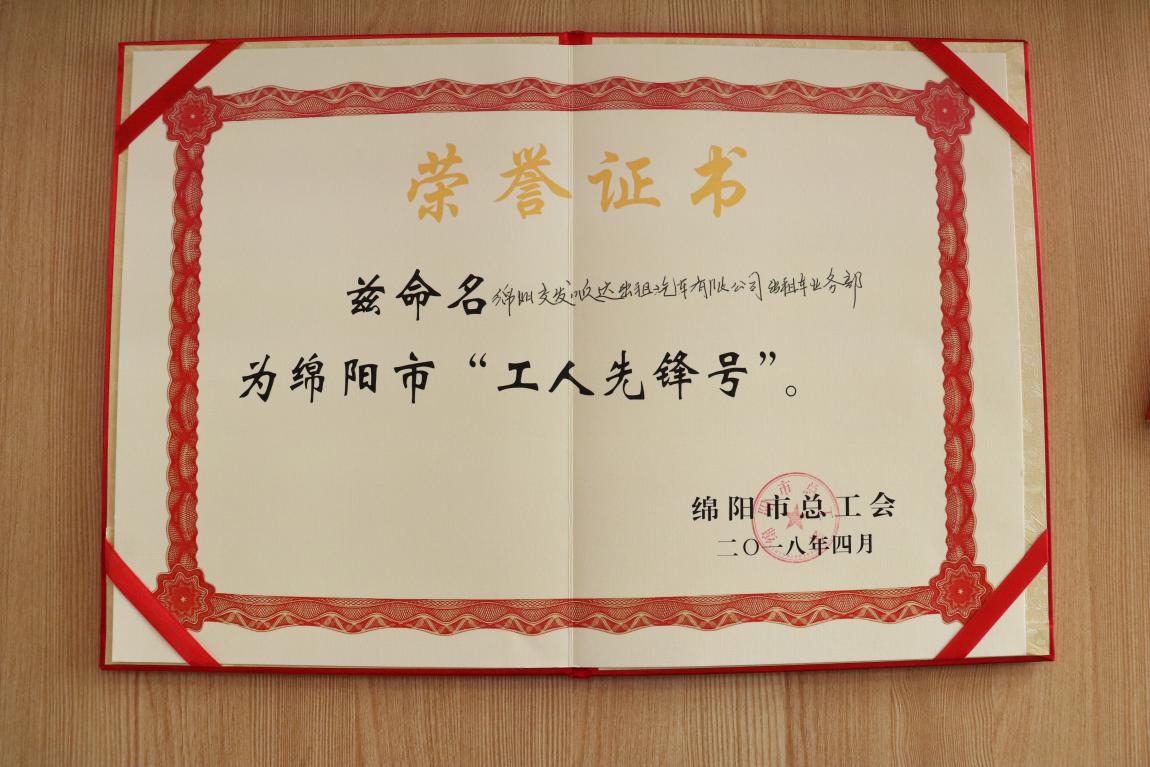 荣誉证书
兹命名绵阳交发顺达出租汽车有限公司出租车业务部
为绵阳市“工人先锋号”。
绵阳市总工会
二〇一八年四月